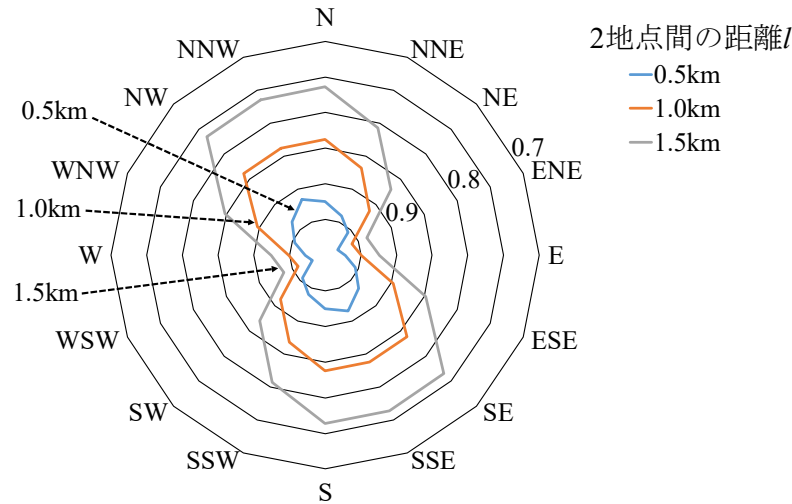 N
NNW
NNE
NW
NE
0.5km
WNW
ENE
1.0km
W
E
1.5km
WSW
ESE
SW
SE
SSW
SSE
S
0.7
0.8
0.9
2地点間の距離l
0.5km
1.0km
1.5km